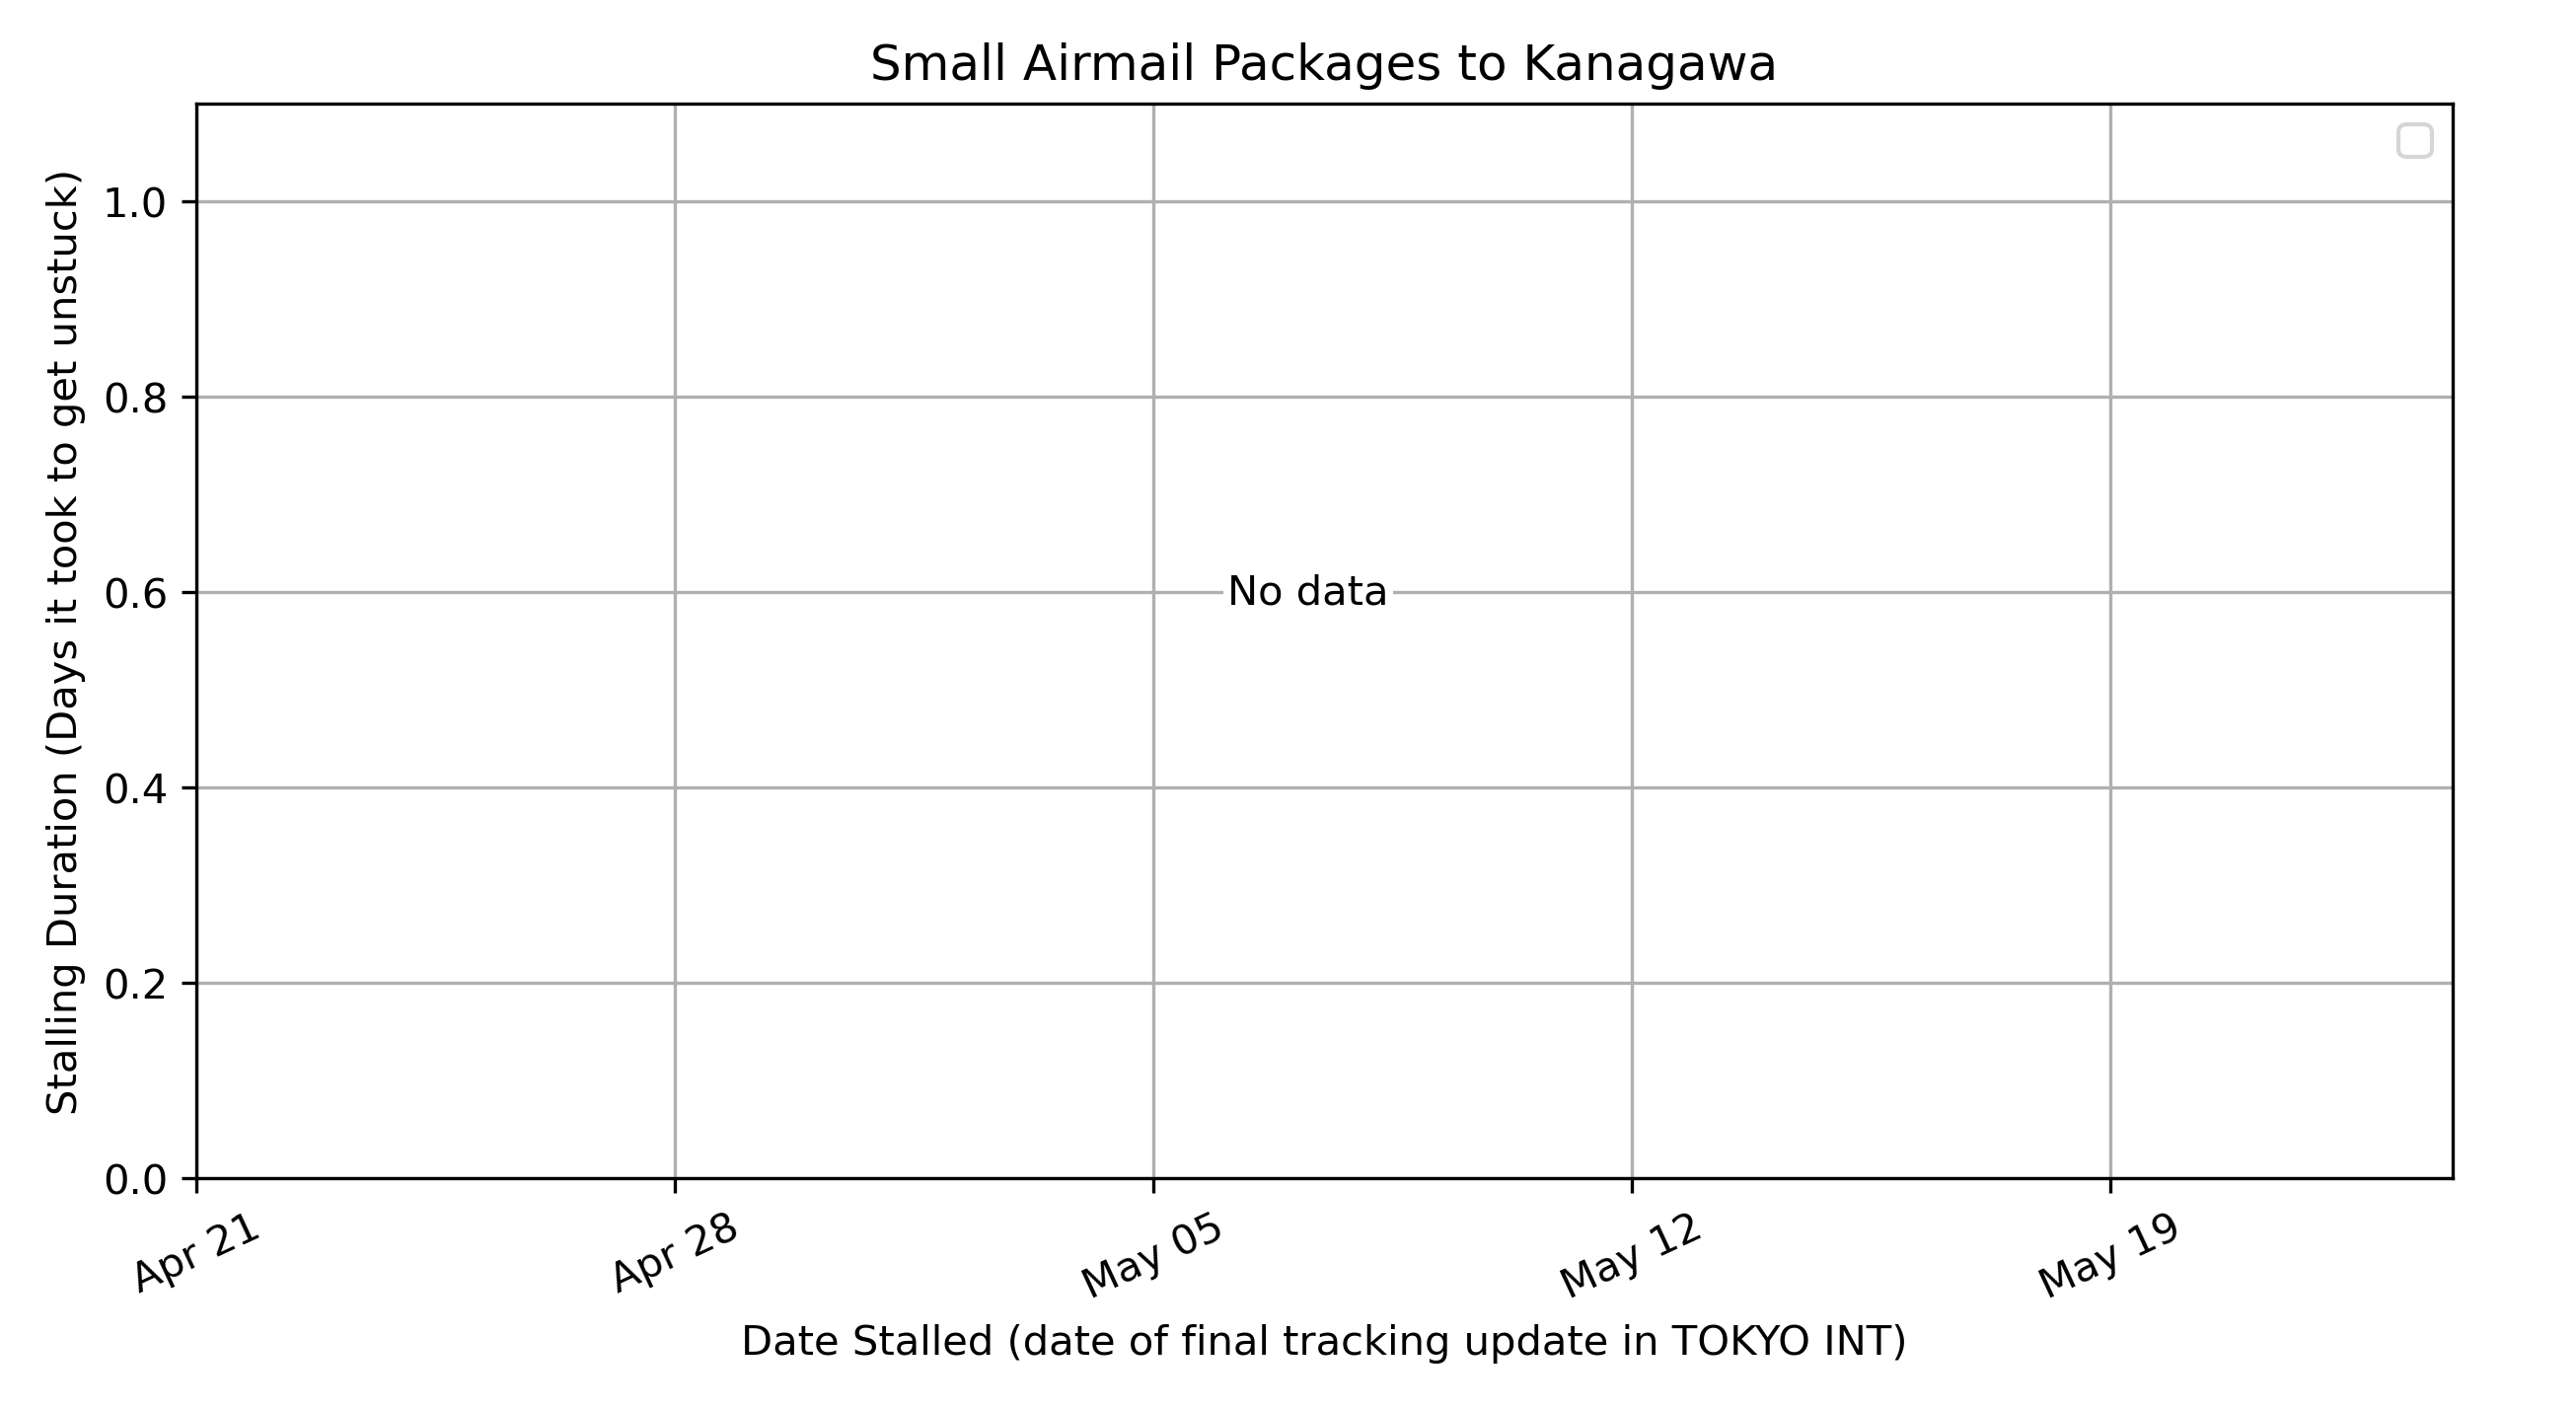 Small Airmail Packages to Kanagawa
Stalling Duration (Days it took to get unstuck)
1.0
0.8
0.6
0.4
0.2
0.0
No data
Apr 21
Apr 28
May 05
May 12
May 19
Date Stalled (date of final tracking update in TOKYO INT)